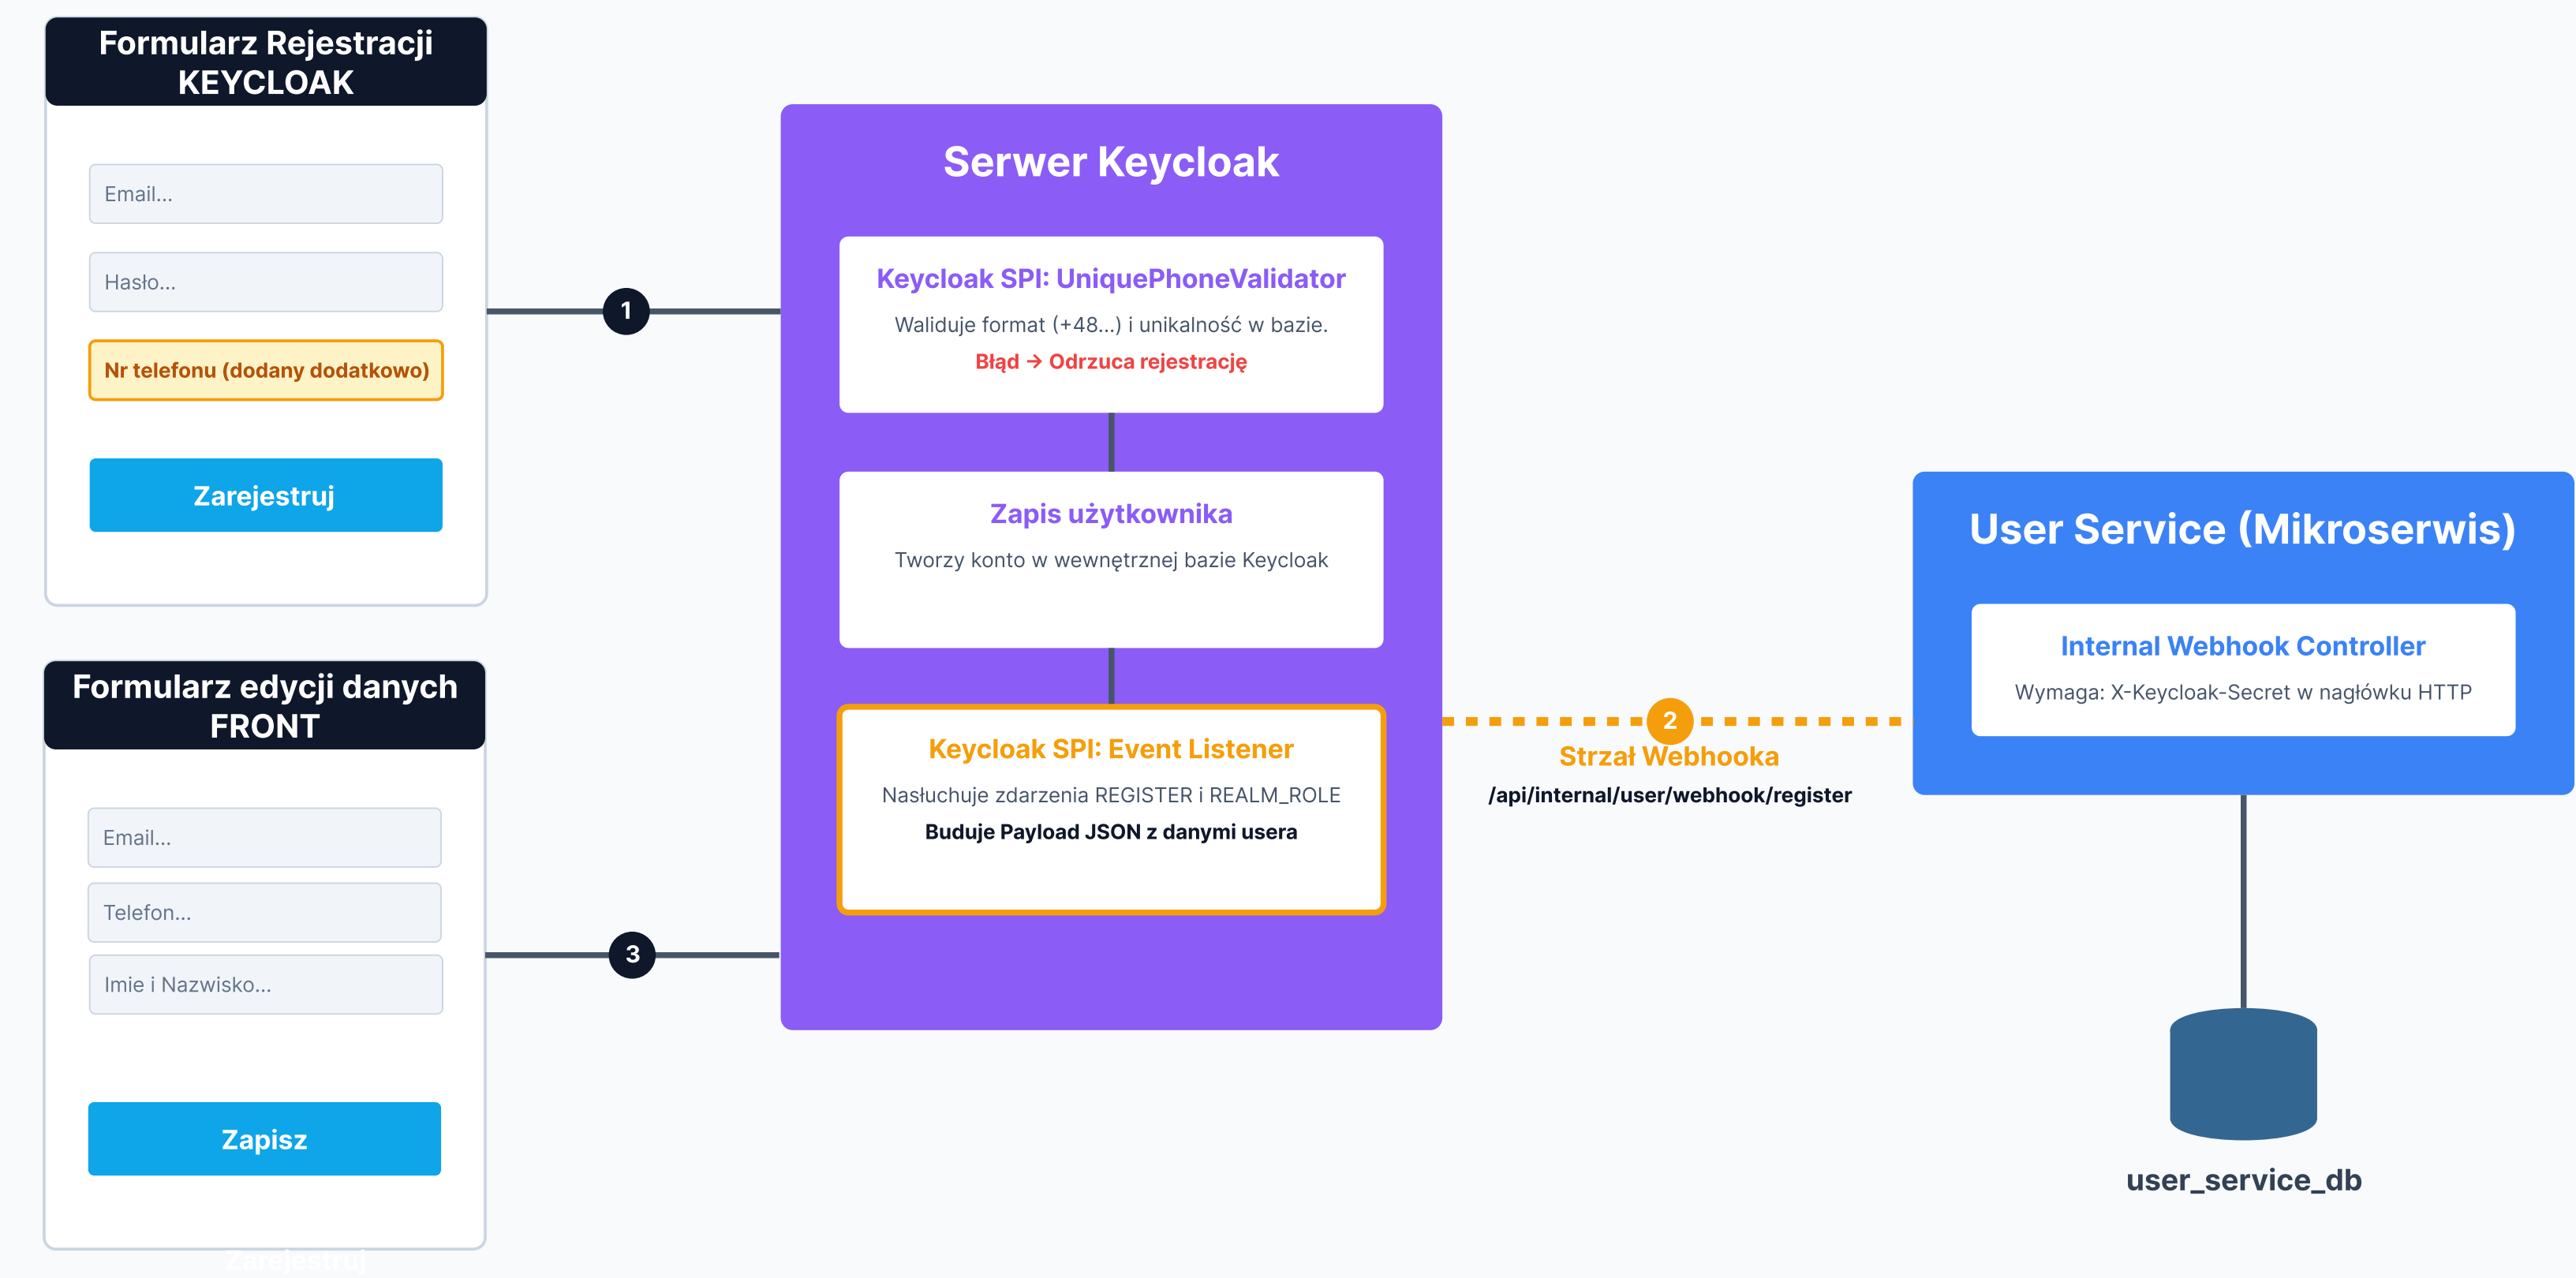 Formularz Rejestracji
KEYCLOAK
Email...
Hasło...
Nr telefonu (dodany dodatkowo)
Zarejestruj
1
Serwer Keycloak
Keycloak SPI: UniquePhoneValidator
Waliduje format (+48...) i unikalność w bazie.
Błąd → Odrzuca rejestrację
Zapis użytkownika
Tworzy konto w wewnętrznej bazie Keycloak
Keycloak SPI: Event Listener
Nasłuchuje zdarzenia REGISTER i REALM_ROLE
Buduje Payload JSON z danymi usera
2
Strzał Webhooka
/api/internal/user/webhook/register
User Service (Mikroserwis)
Internal Webhook Controller
Wymaga: X-Keycloak-Secret w nagłówku HTTP
user_service_db
Formularz edycji danych
FRONT
Email...
Telefon...
Imie i Nazwisko...
Zapisz
3
Zarejestruj